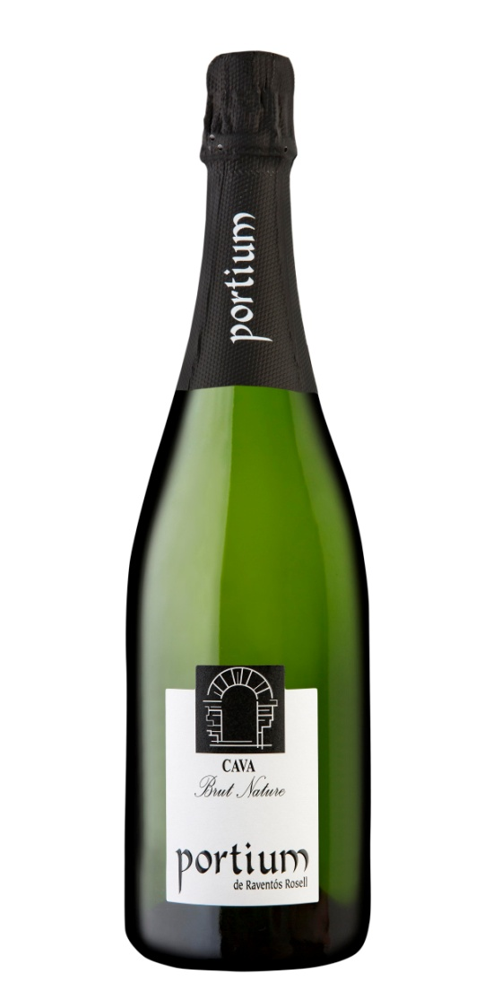 portium
CAVA
Brut Nature
portium
de Raventós Rosell